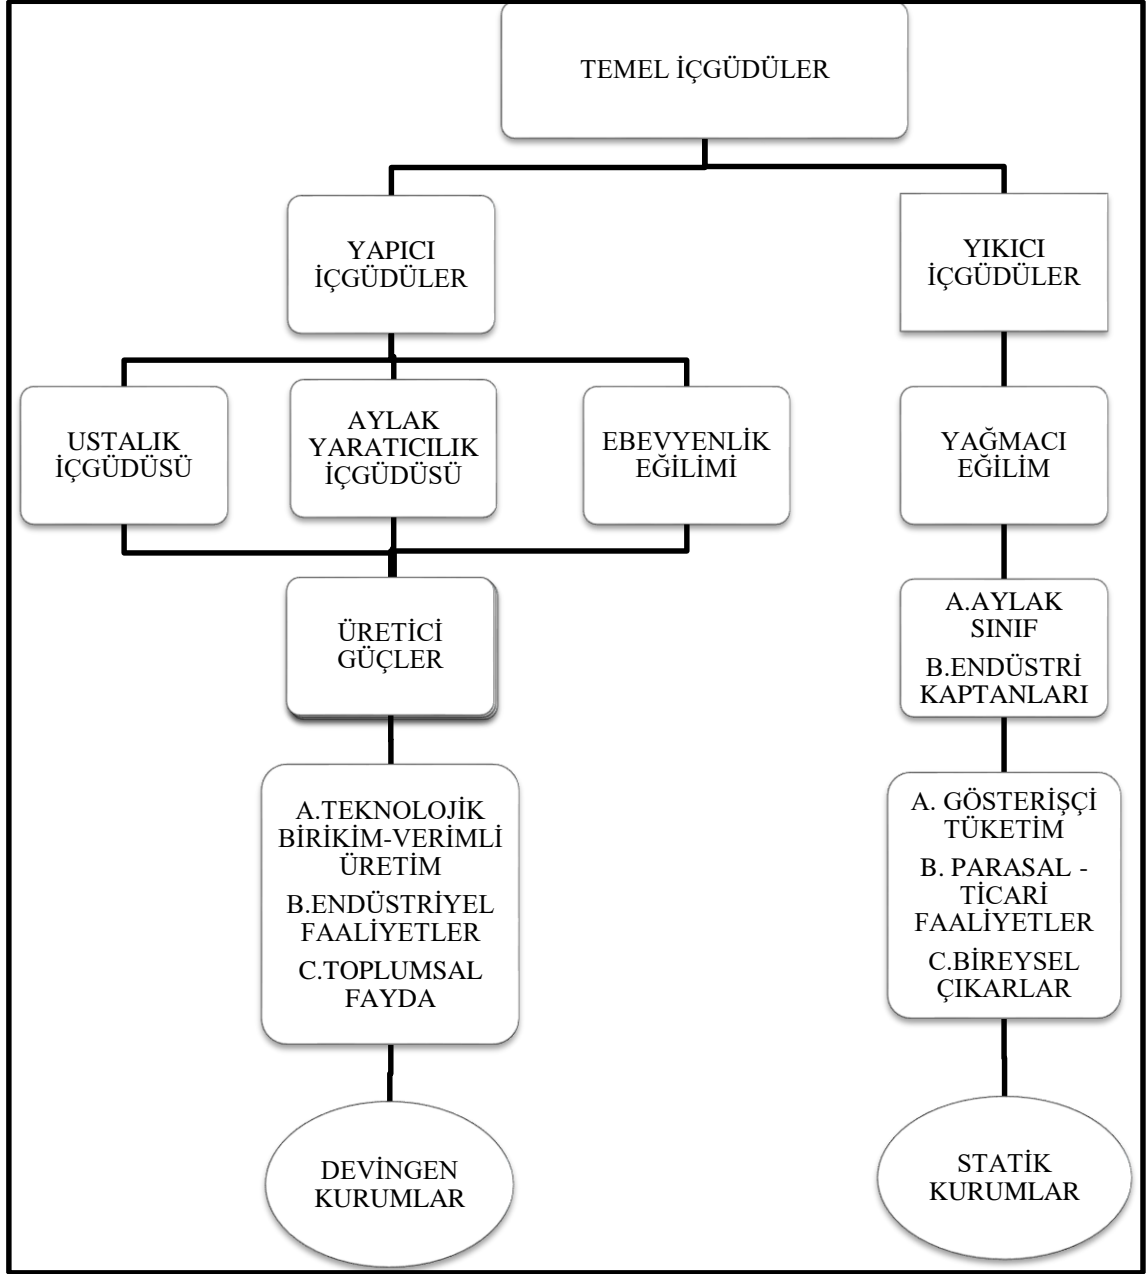 TEMEL İÇGÜDÜLER
YAPICI
İÇGÜDÜLER
YIKICI
İÇGÜDÜLER
USTALIK
İÇGÜDÜSÜ
AYLAK
YARATICILIK
İÇGÜDÜSÜ
EBEVYENLİK
EĞİLİMİ
YAĞMACI
EĞİLİM
ÜRETİCİ
GÜÇLER
A.AYLAK
SINIF
B.ENDÜSTRİ
KAPTANLARI
A.TEKNOLOJİK
BİRİKİM-VERİMLİ
ÜRETİM
B.ENDÜSTRİYEL
FAALİYETLER
C.TOPLUMSAL
FAYDA
A. GÖSTERİŞÇİ
TÜKETİM
B. PARASAL -
TİCARİ
FAALİYETLER
C.BİREYSEL
ÇIKARLAR
DEVİNGEN
KURUMLAR
STATİK
KURUMLAR